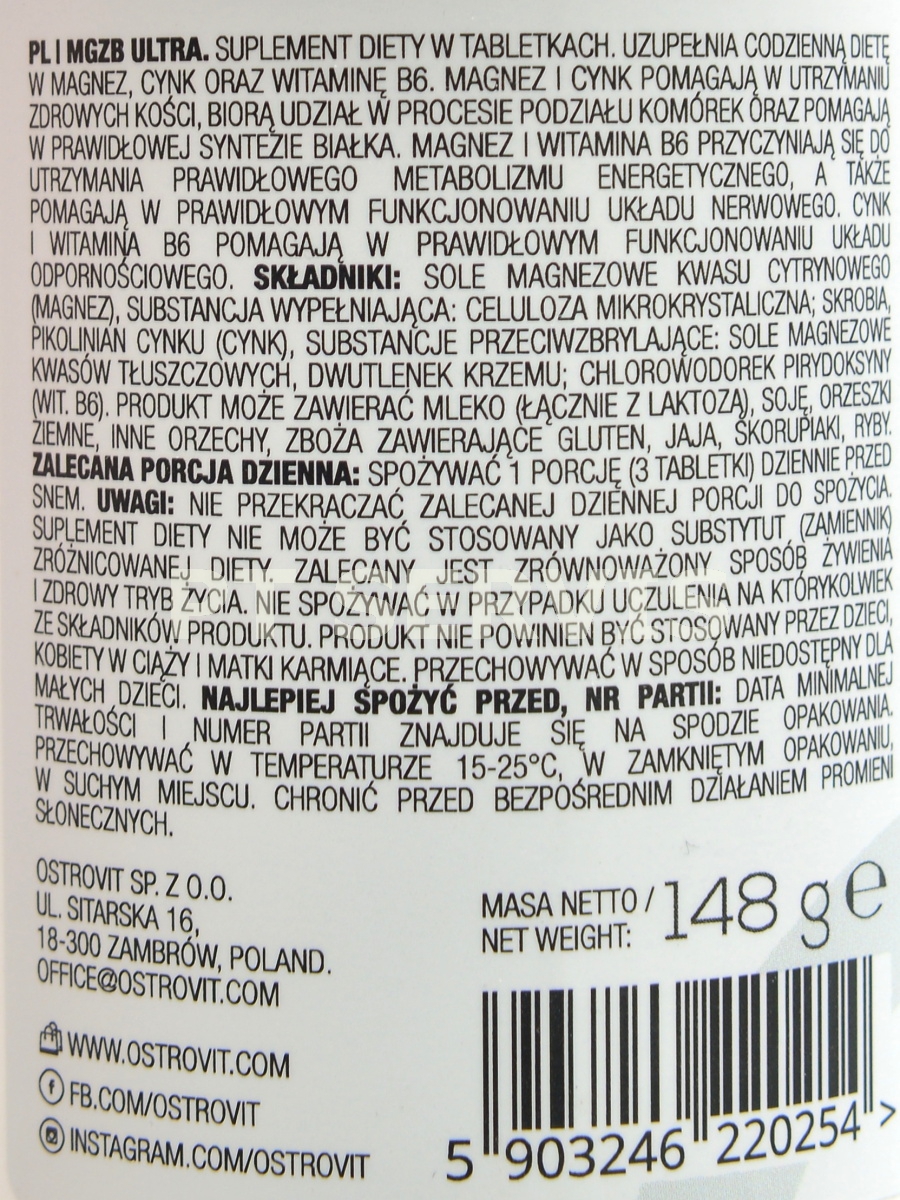 PL | MGZB ULTRA. SUPLEMENT DIETY W TABLETKACH. UZUPEŁNIA CODZIENNĄ DIETĘ
W MAGNEZ, CYNK ORAZ WITAMINĘ B6. MAGNEZ I CYNK POMAGAJĄ W UTRZYMANIU
ZDROWYCH KOŚCI, BIORĄ UDZIAŁ W PROCESIE PODZIAŁU KOMÓREK ORAZ POMAGAJĄ
W PRAWIDŁOWEJ SYNTEZIE BIAŁKA. MAGNEZ I WITAMINA B6 PRZYCZYNIAJĄ SIĘ DO
UTRZYMANIA PRAWIDŁOWEGO METABOLIZMU ENERGETYCZNEGO, A TAKŻE
POMAGAJĄ W PRAWIDŁOWYM FUNKCJONOWANIU UKŁADU NERWOWEGO. CYNK
I WITAMINA B6 POMAGAJĄ W PRAWIDŁOWYM FUNKCJONOWANIU UKŁADU
ODPORNOŚCIOWEGO. SKŁADNIKI: SOLE MAGNEZOWE KWASU CYTRYNOWEGO
(MAGNEZ), SUBSTANCJA WYPEŁNIAJĄCA: CELULOZA MIKROKRYSTALICZNA; SKROBIA,
PIKOLINIAN CYNKU (CYNK), SUBSTANCJE PRZECIWZBRYLAJĄCE: SOLE MAGNEZOWE
KWASÓW TŁUSZCZOWYCH, DWUTLENEK KRZEMU; CHLOROWODOREK PIRYDOKSYNY
(WIT. B6). PRODUKT MOŻE ZAWIERAĆ MLEKO (ŁĄCZNIE Z LAKTOZĄ), SOJĘ, ORZESZKI
ZIEMNE, INNE ORZECHY, ZBOŻA ZAWIERAJĄCE GLUTEN, JAJA, SKORUPIAKI, RYBY.
ZALECANA PORCJA DZIENNA: SPOŻYWAĆ 1 PORCJĘ (3 TABLETKI) DZIENNIE PRZED
SNEM. UWAGI: NIE PRZEKRACZAĆ ZALECANEJ DZIENNEJ PORCJI DO SPOŻYCIA.
SUPLEMENT DIETY NIE MOŻE BYĆ STOSOWANY JAKO SUBSTYTUT (ZAMIENNIK)
ZRÓŻNICOWANEJ DIETY. ZALECANY JEST ZRÓWNOWAŻONY SPOSÓB ŻYWIENIA
I ZDROWY TRYB ŻYCIA. NIE SPOŻYWAĆ W PRZYPADKU UCZULENIA NA KTÓRYKOLWIEK
ZE SKŁADNIKÓW PRODUKTU. PRODUKT NIE POWINIEN BYĆ STOSOWANY PRZEZ DZIECI,
KOBIETY W CIĄŻY I MATKI KARMIĄCE. PRZECHOWYWAĆ W SPOSÓB NIEDOSTĘPNY DLA
MAŁYCH DZIECI. NAJLEPIEJ SPOŻYĆ PRZED, NR PARTII: DATA MINIMALNEJ
TRWAŁOŚCI I NUMER PARTII ZNAJDUJE SIĘ NA SPODZIE OPAKOWANIA.
PRZECHOWYWAĆ W TEMPERATURZE 15-25°C, W ZAMKNIĘTYM OPAKOWANIU,
W SUCHYM MIEJSCU. CHRONIĆ PRZED BEZPOŚREDNIM DZIAŁANIEM PROMIENI
SŁONECZNYCH.
OSTROVIT SP. Z O.O.
UL. SITARSKA 16,
18-300 ZAMBRÓW, POLAND.
OFFICE@OSTROVIT.COM
WWW.OSTROVIT.COM
FB.COM/OSTROVIT
INSTAGRAM.COM/OSTROVIT
MASA NETTO / 148 g e
NET WEIGHT:
5 903246 220254 >